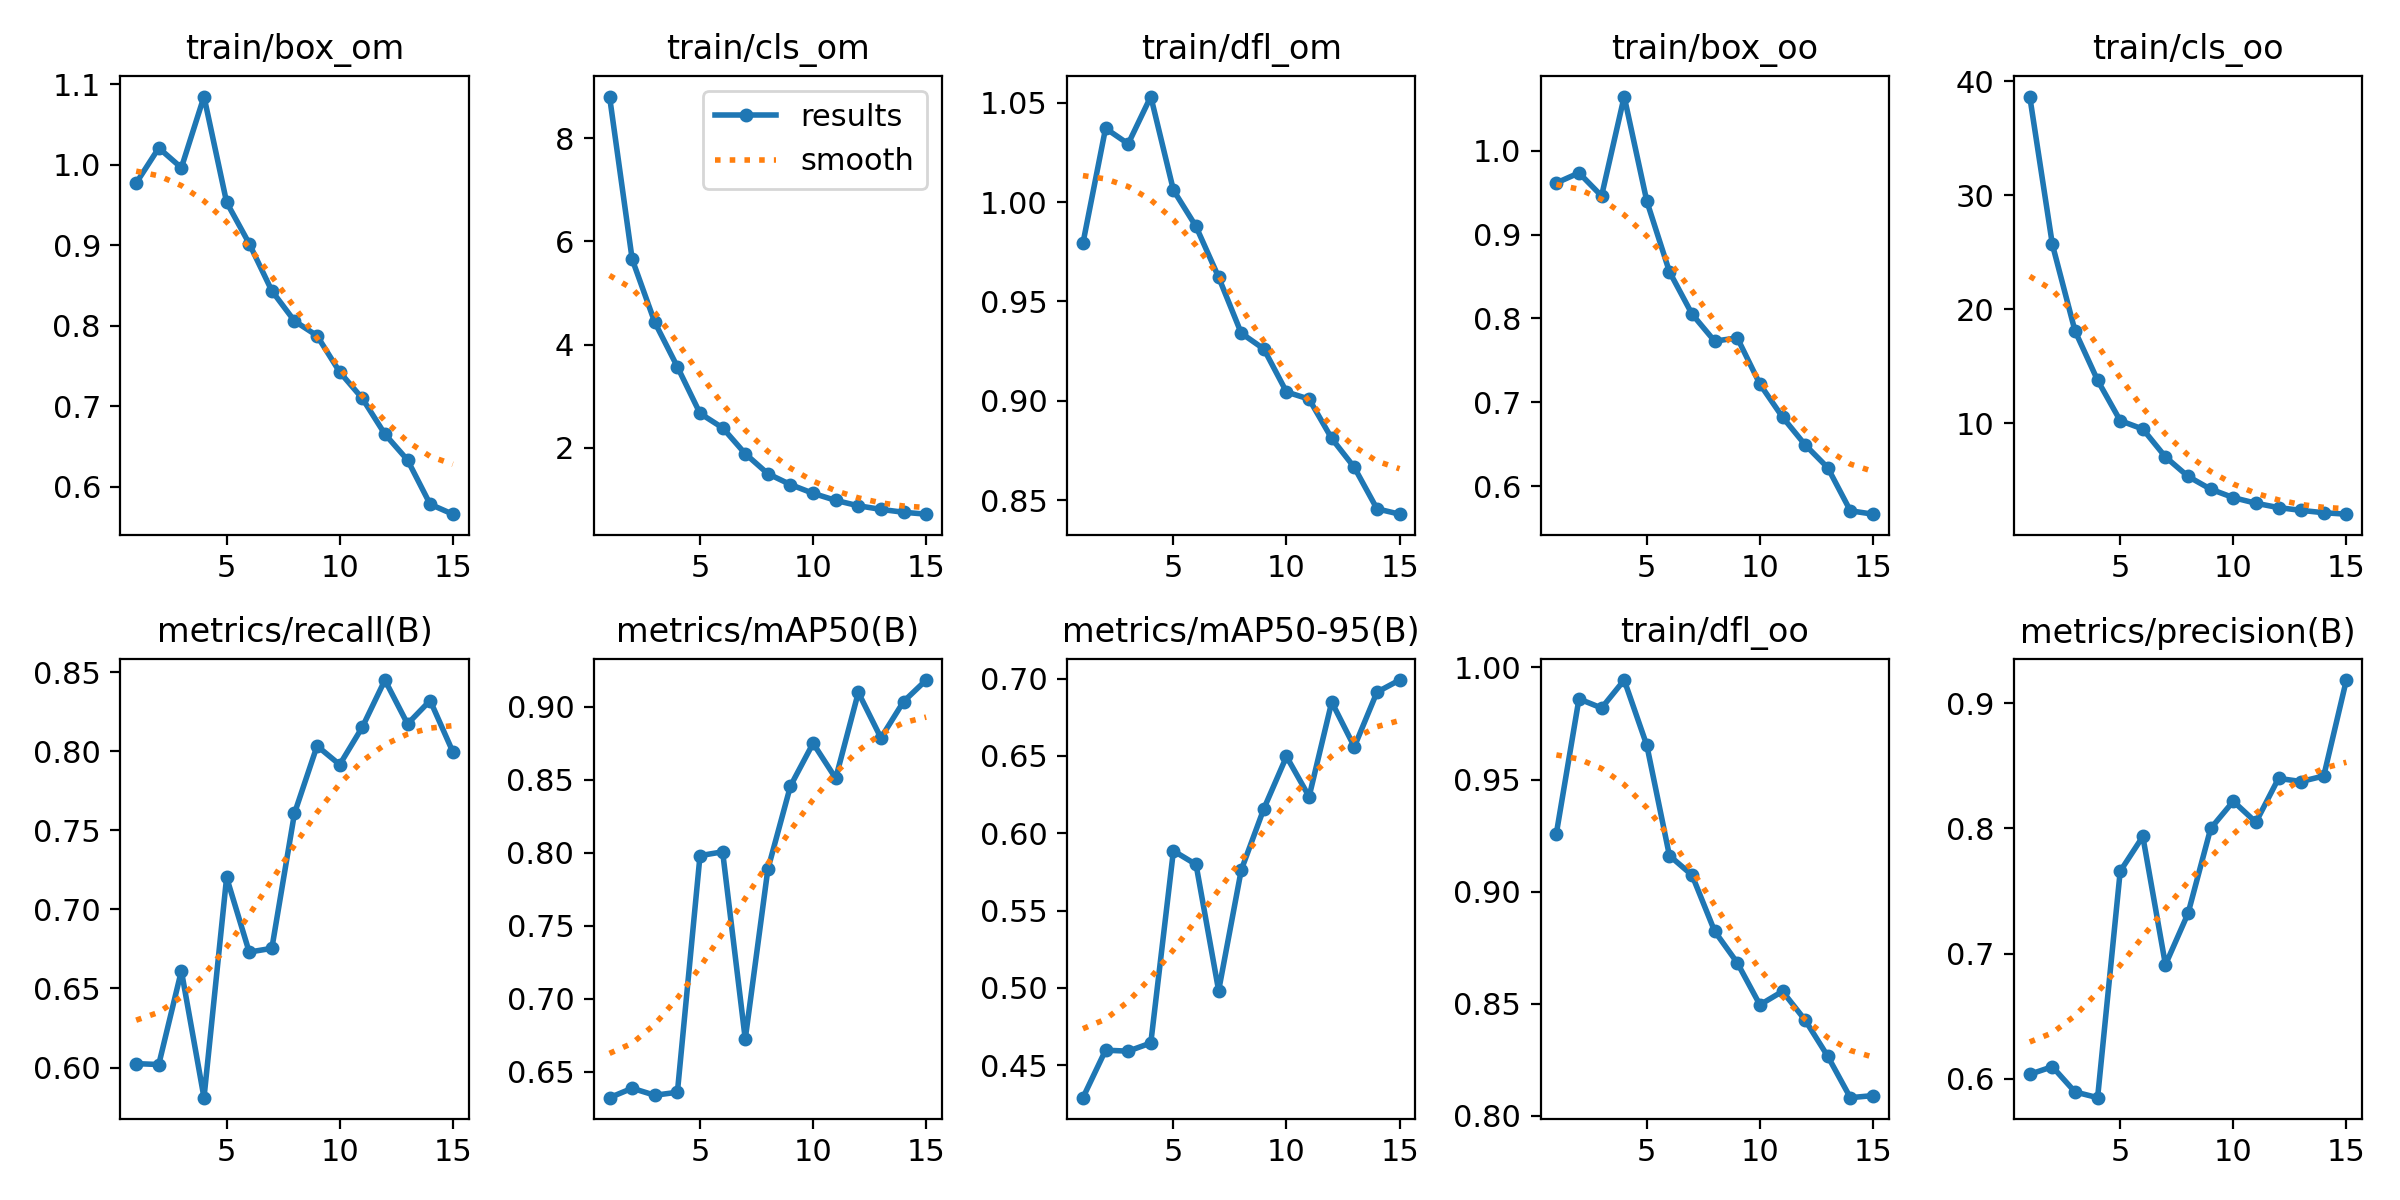 train/box_om
1.1
1.0
0.9
0.8
0.7
0.6
5 10 15
train/cls_om
results
smooth
8
6
4
2
5 10 15
train/dfl_om
1.05
1.00
0.95
0.90
0.85
5 10 15
train/box_oo
1.0
0.9
0.8
0.7
0.6
5 10 15
train/cls_oo
40
30
20
10
5 10 15
metrics/recall(B)
0.85
0.80
0.75
0.70
0.65
0.60
5 10 15
metrics/mAP50(B)
0.90
0.85
0.80
0.75
0.70
0.65
5 10 15
metrics/mAP50-95(B)
0.70
0.65
0.60
0.55
0.50
0.45
5 10 15
train/dfl_oo
1.00
0.95
0.90
0.85
0.80
5 10 15
metrics/precision(B)
0.9
0.8
0.7
0.6
5 10 15